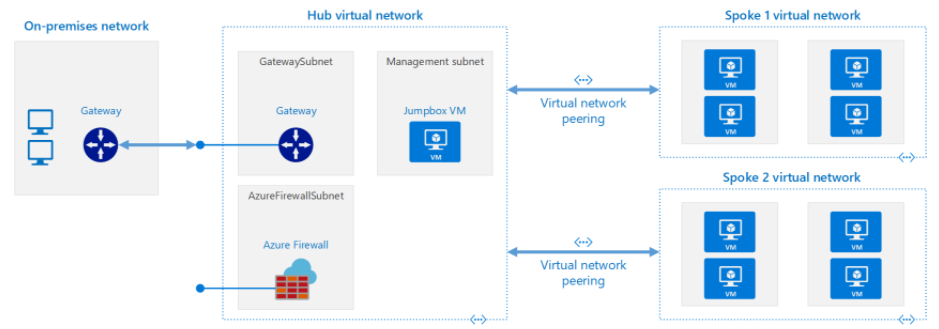 On-premises network
Gateway
Hub virtual network
GatewaySubnet
Gateway
Management subnet
Jumpbox VM
VM
AzureFirewallSubnet
Azure Firewall
Virtual network
peering
Virtual network
peering
Spoke 1 virtual network
VM
VM
VM
VM
Spoke 2 virtual network
VM
VM
VM
VM